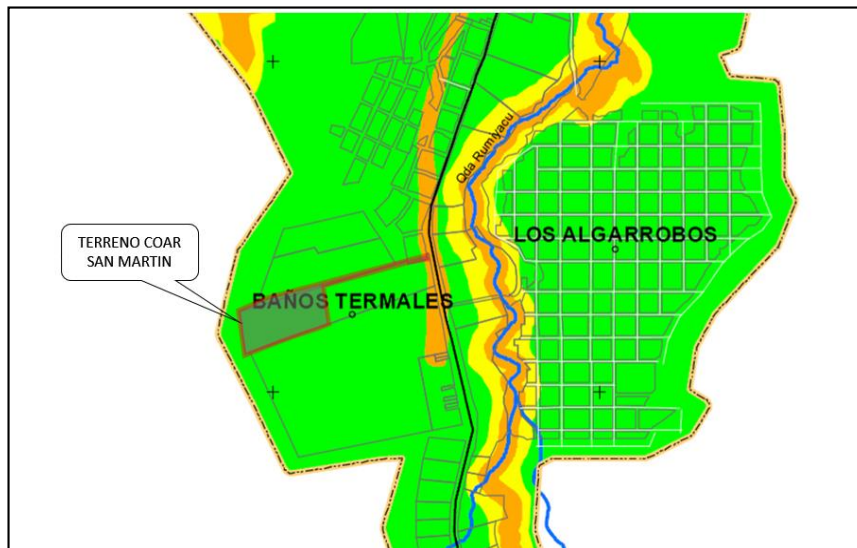 Qda Rumiyacu
LOS ALGARROBOS
TERRENO COAR
SAN MARTIN
BAÑOS TERMALES